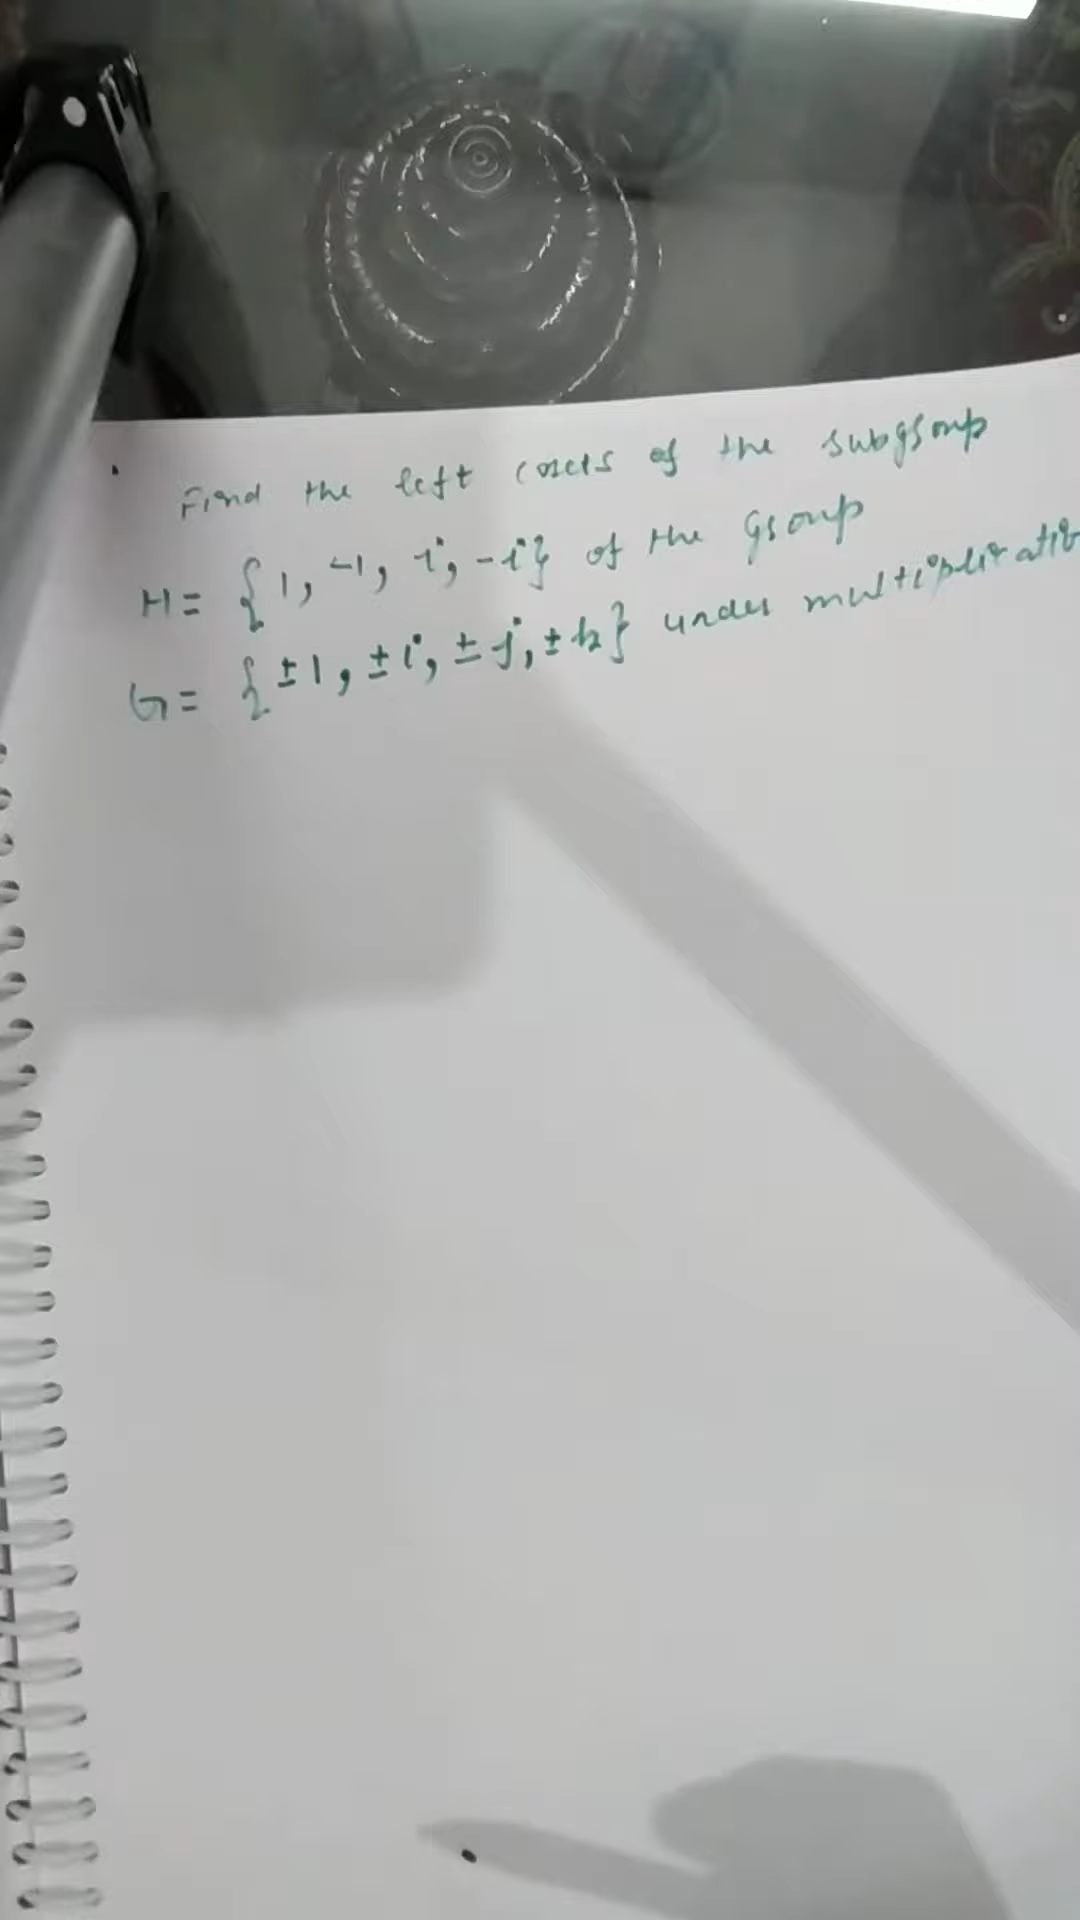 Find the left cosets of the subgroup
H = {1, -1, i, -i} of the group
G = {±1, ±i, ±j, ±k} under multiplicatio